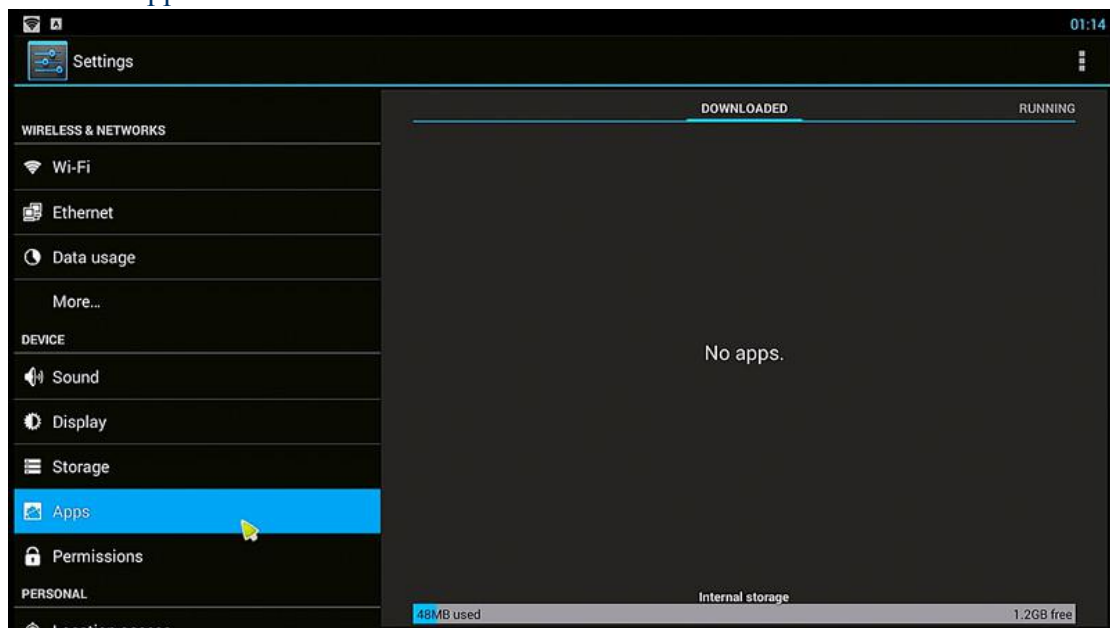 01:14
Settings
WIRELESS & NETWORKS
Wi-Fi
Ethernet
Data usage
More...
DEVICE
Sound
Display
Storage
Apps
Permissions
PERSONAL
DOWNLOADED
RUNNING
No apps.
Internal storage
48MB used
1.2GB free